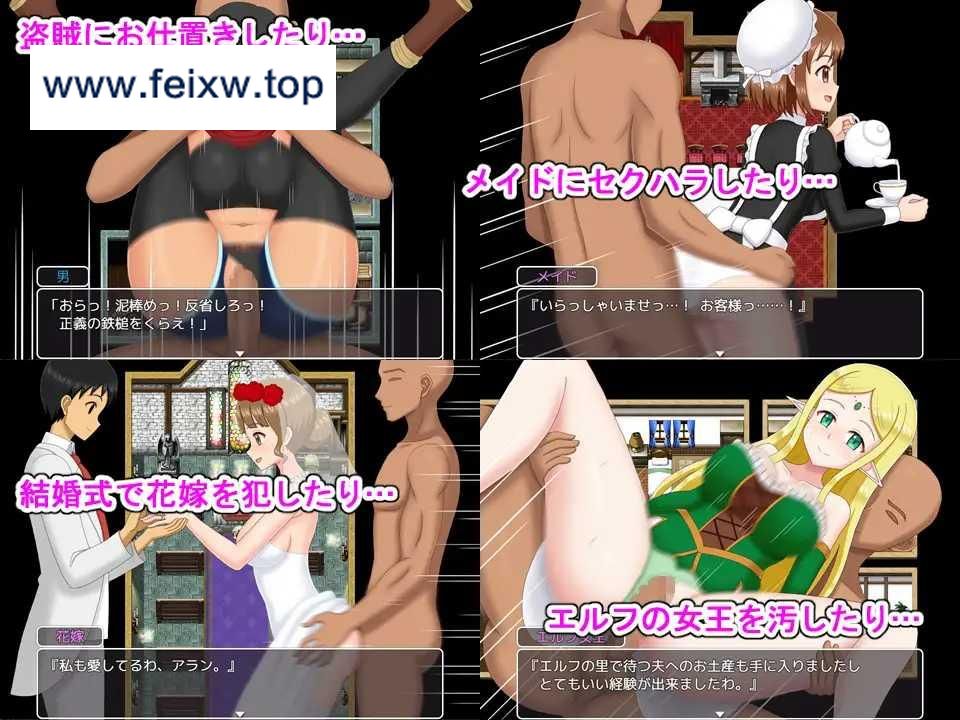 盗賊にお仕置きしたり…
www.feixw.top
男
「おらっ！泥棒めっ！反省しろっ！
正義の鉄槌をくらえ！」
メイドにセクハラしたり…
メイド
『いらっしゃいませっ…！ お客様っ……！』
結婚式で花嫁を犯したり…
花嫁
『私も愛してるわ、アラン。』
エルフの女王を汚したり…
エルフ女王
『エルフの里で待つ夫へのお土産も手に入りましたし
とてもいい経験が出来ましたわ。』